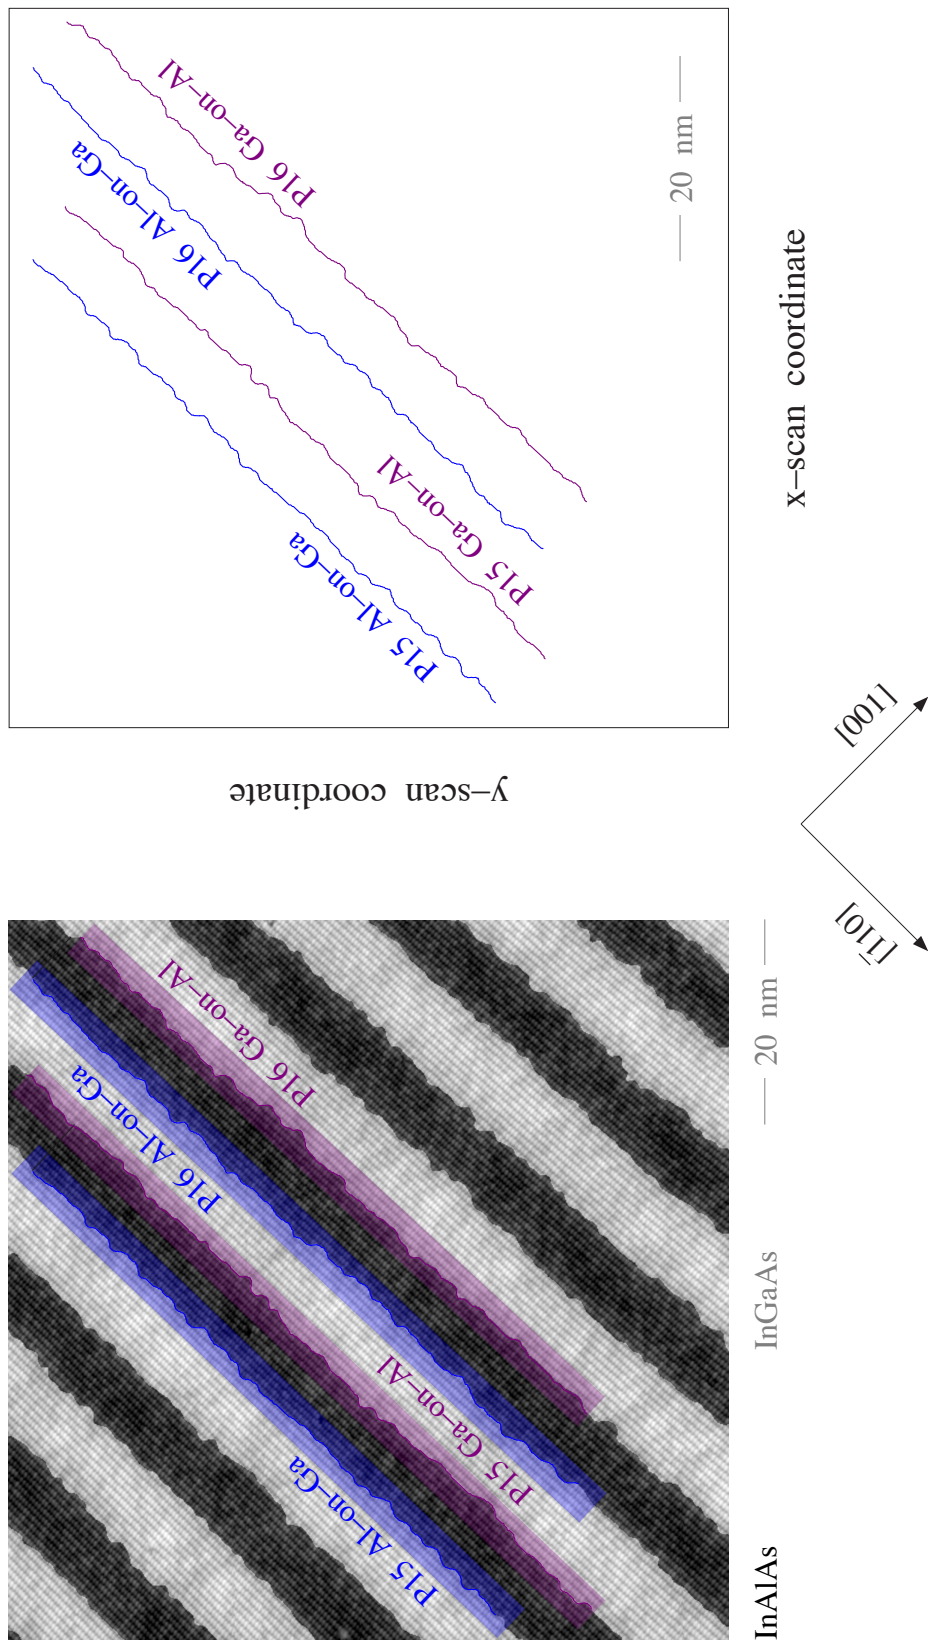 P16 Ga–on–Al
P16 Al–on–Ga
P15 Ga–on–Al
P15 Al–on–Ga
20 nm
x–scan coordinate
y–scan coordinate
[001]
[1̄10]
P16 Ga–on–Al
P16 Al–on–Ga
P15 Ga–on–Al
P15 Al–on–Ga
20 nm
InGaAs
InAlAs